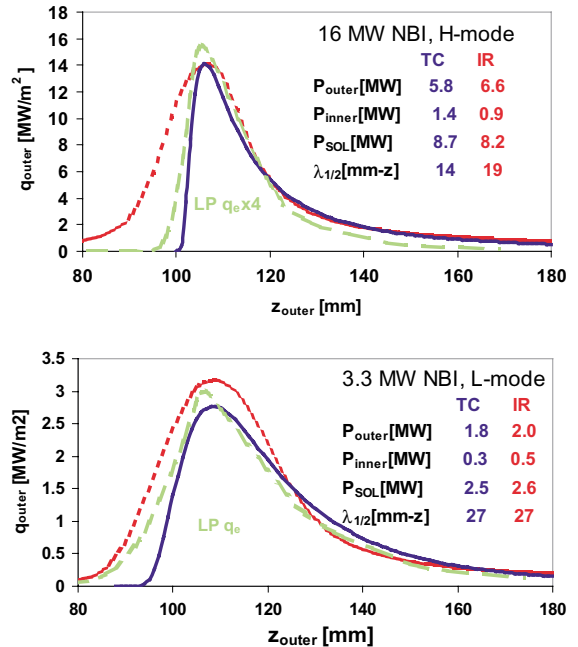 16 MW NBI, H-mode
TC IR
P_outer[MW] 5.8 6.6
P_inner[MW] 1.4 0.9
P_SOL[MW] 8.7 8.2
λ_1/2[mm-z] 14 19
LP q_e x4
q_outer [MW/m²]
16
14
12
10
8
6
4
2
0
80 100 120 140 160 180
z_outer [mm]
3.3 MW NBI, L-mode
TC IR
P_outer[MW] 1.8 2.0
P_inner[MW] 0.3 0.5
P_SOL[MW] 2.5 2.6
λ_1/2[mm-z] 27 27
LP q_e
q_outer [MW/m2]
3.5
3
2.5
2
1.5
1
0.5
0
80 100 120 140 160 180
z_outer [mm]